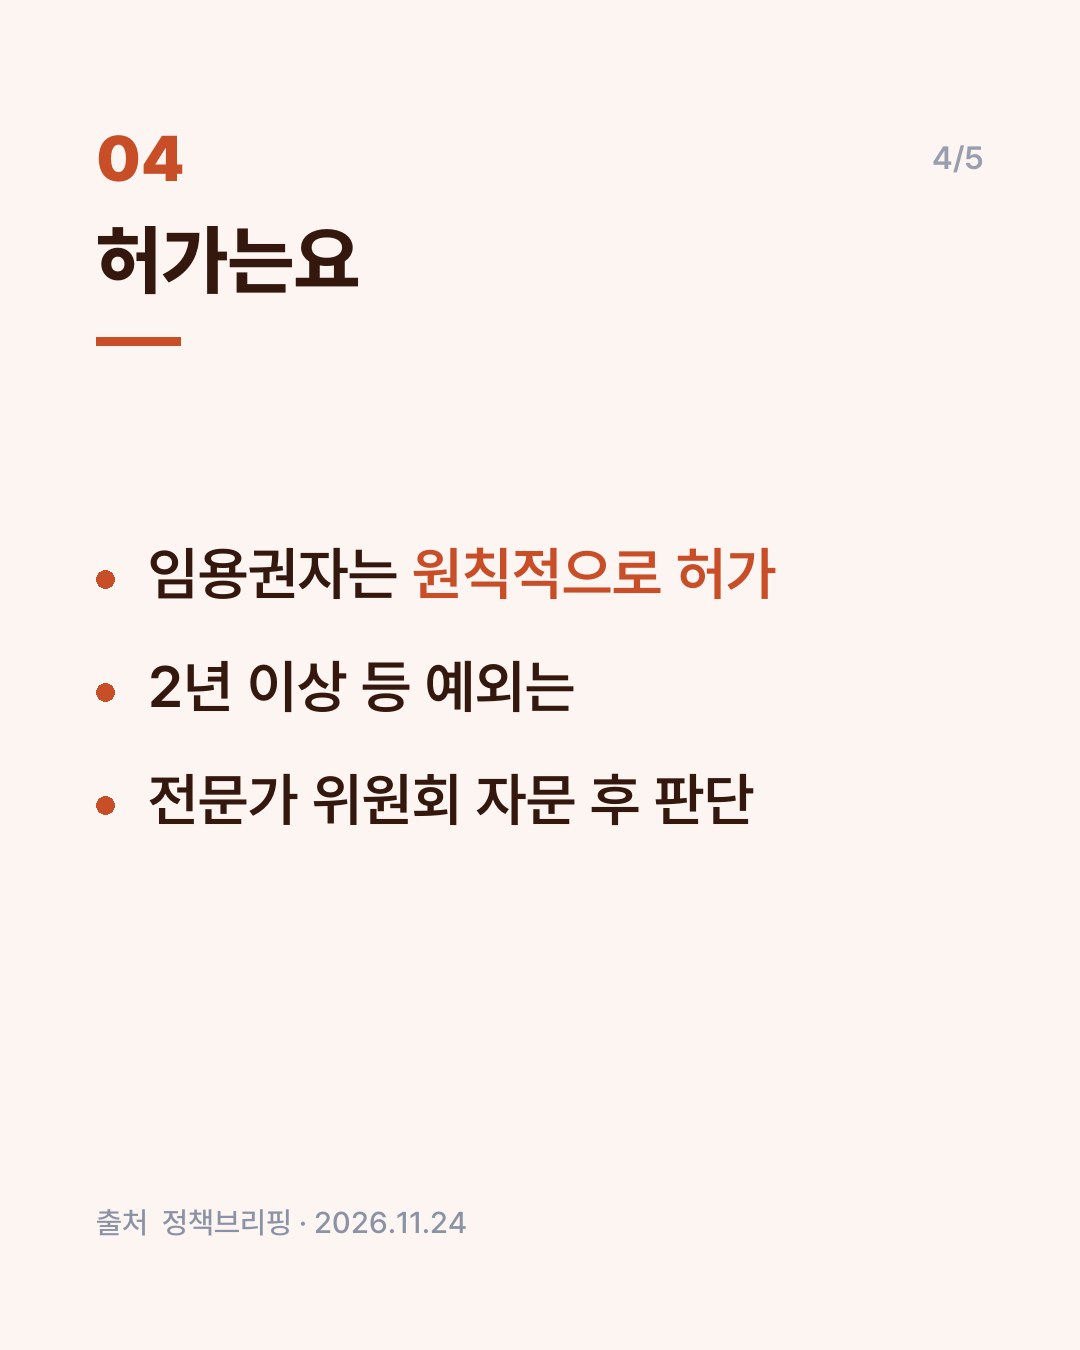 04
4/5
허가는요
임용권자는 원칙적으로 허가
2년 이상 등 예외는
전문가 위원회 자문 후 판단
출처 정책브리핑 · 2026.11.24